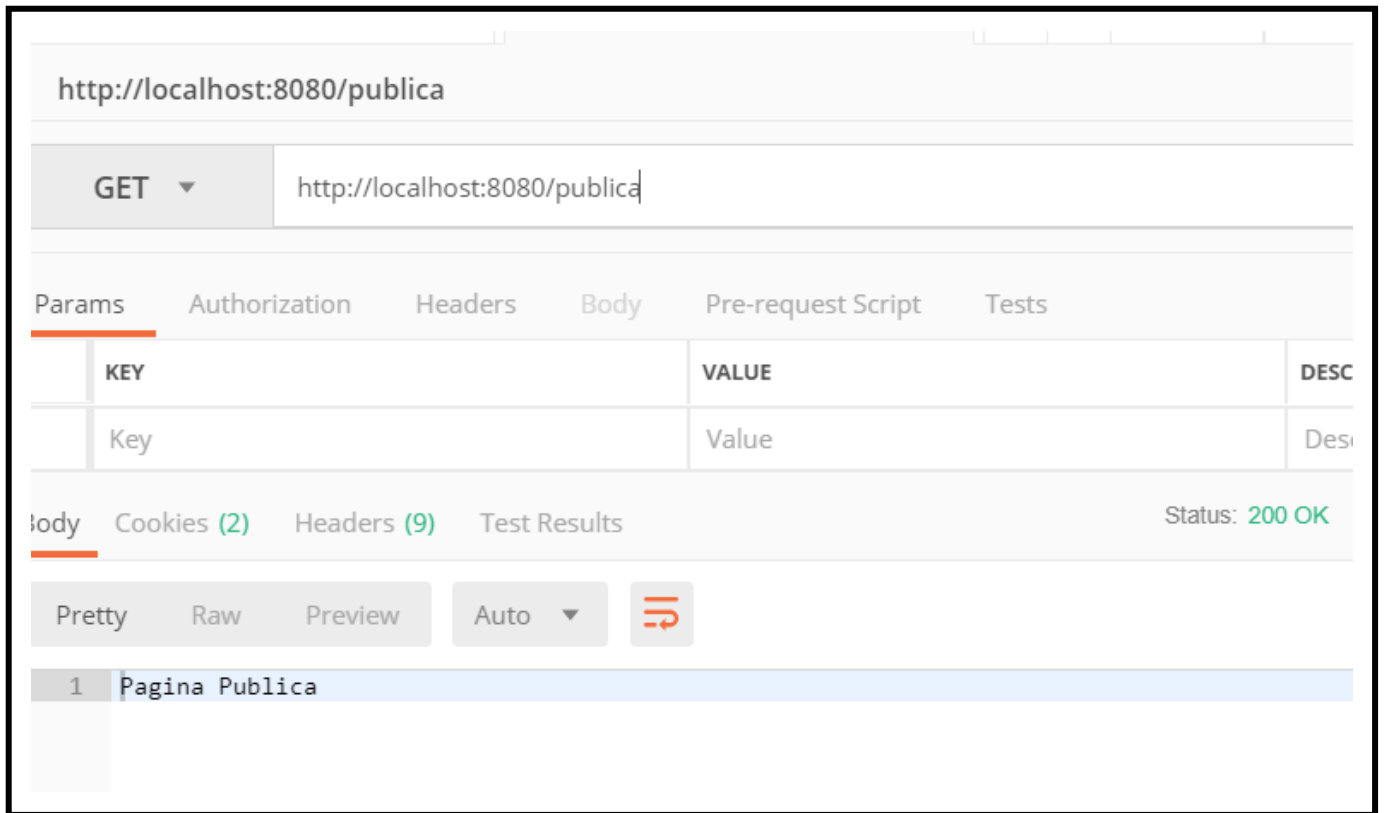 http://localhost:8080/publica
GET http://localhost:8080/publica
Params Authorization Headers Body Pre-request Script Tests
KEY VALUE DESC
Key Value Desc
Body Cookies (2) Headers (9) Test Results Status: 200 OK
Pretty Raw Preview Auto
1 Pagina Publica